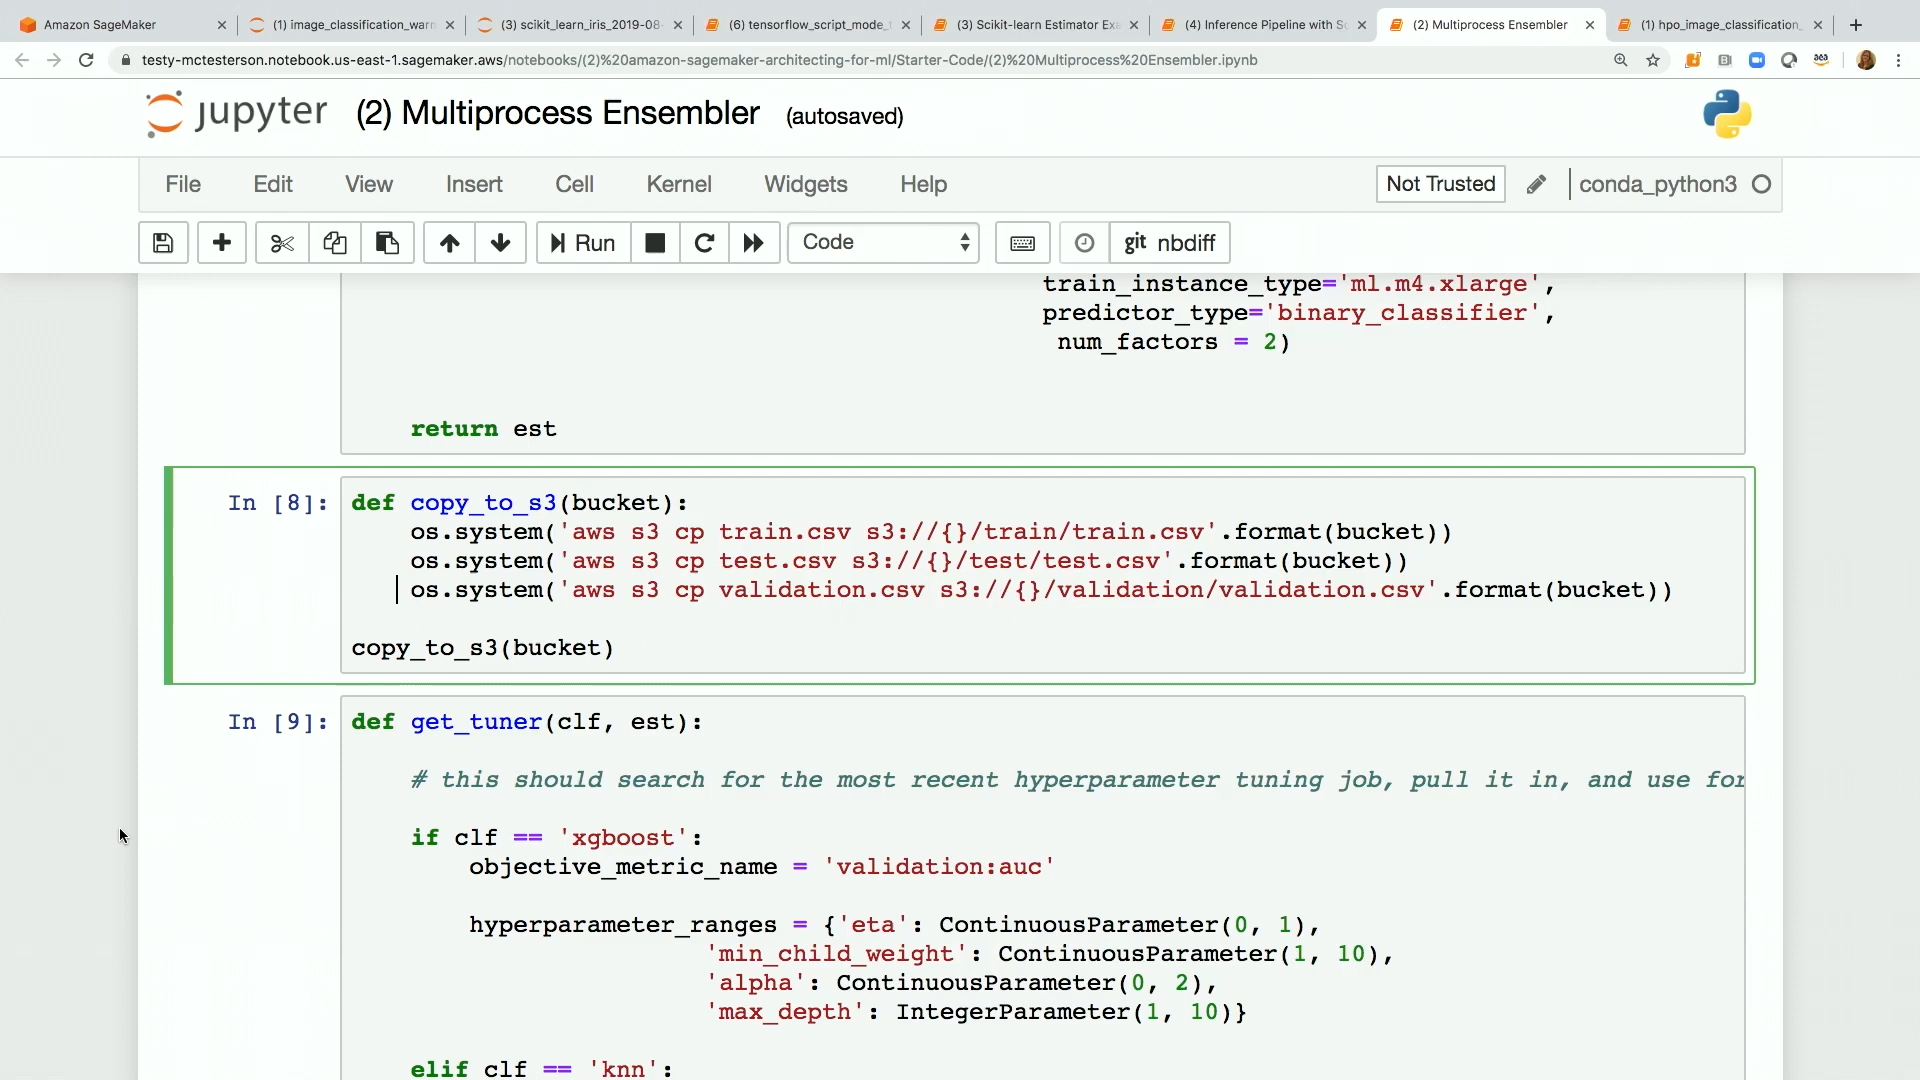 Amazon SageMaker
(1) image_classification_warm
(3) scikit_learn_iris_2019-08-
(6) tensorflow_script_mode_
(3) Scikit-learn Estimator Exa
(4) Inference Pipeline with Sc
(2) Multiprocess Ensembler
(1) hpo_image_classification_
testy-mctesterson.notebook.us-east-1.sagemaker.aws/notebooks/(2)%20amazon-sagemaker-architecting-for-ml/Starter-Code/(2)%20Multiprocess%20Ensembler.ipynb
jupyter (2) Multiprocess Ensembler (autosaved)
File Edit View Insert Cell Kernel Widgets Help Not Trusted conda_python3
Run Code git nbdiff
train_instance_type='ml.m4.xlarge',
predictor_type='binary_classifier',
num_factors = 2)
return est
In [8]: def copy_to_s3(bucket):
os.system('aws s3 cp train.csv s3://{}/train/train.csv'.format(bucket))
os.system('aws s3 cp test.csv s3://{}/test/test.csv'.format(bucket))
os.system('aws s3 cp validation.csv s3://{}/validation/validation.csv'.format(bucket))
copy_to_s3(bucket)
In [9]: def get_tuner(clf, est):
# this should search for the most recent hyperparameter tuning job, pull it in, and use for
if clf == 'xgboost':
objective_metric_name = 'validation:auc'
hyperparameter_ranges = {'eta': ContinuousParameter(0, 1),
'min_child_weight': ContinuousParameter(1, 10),
'alpha': ContinuousParameter(0, 2),
'max_depth': IntegerParameter(1, 10)}
elif clf == 'knn':